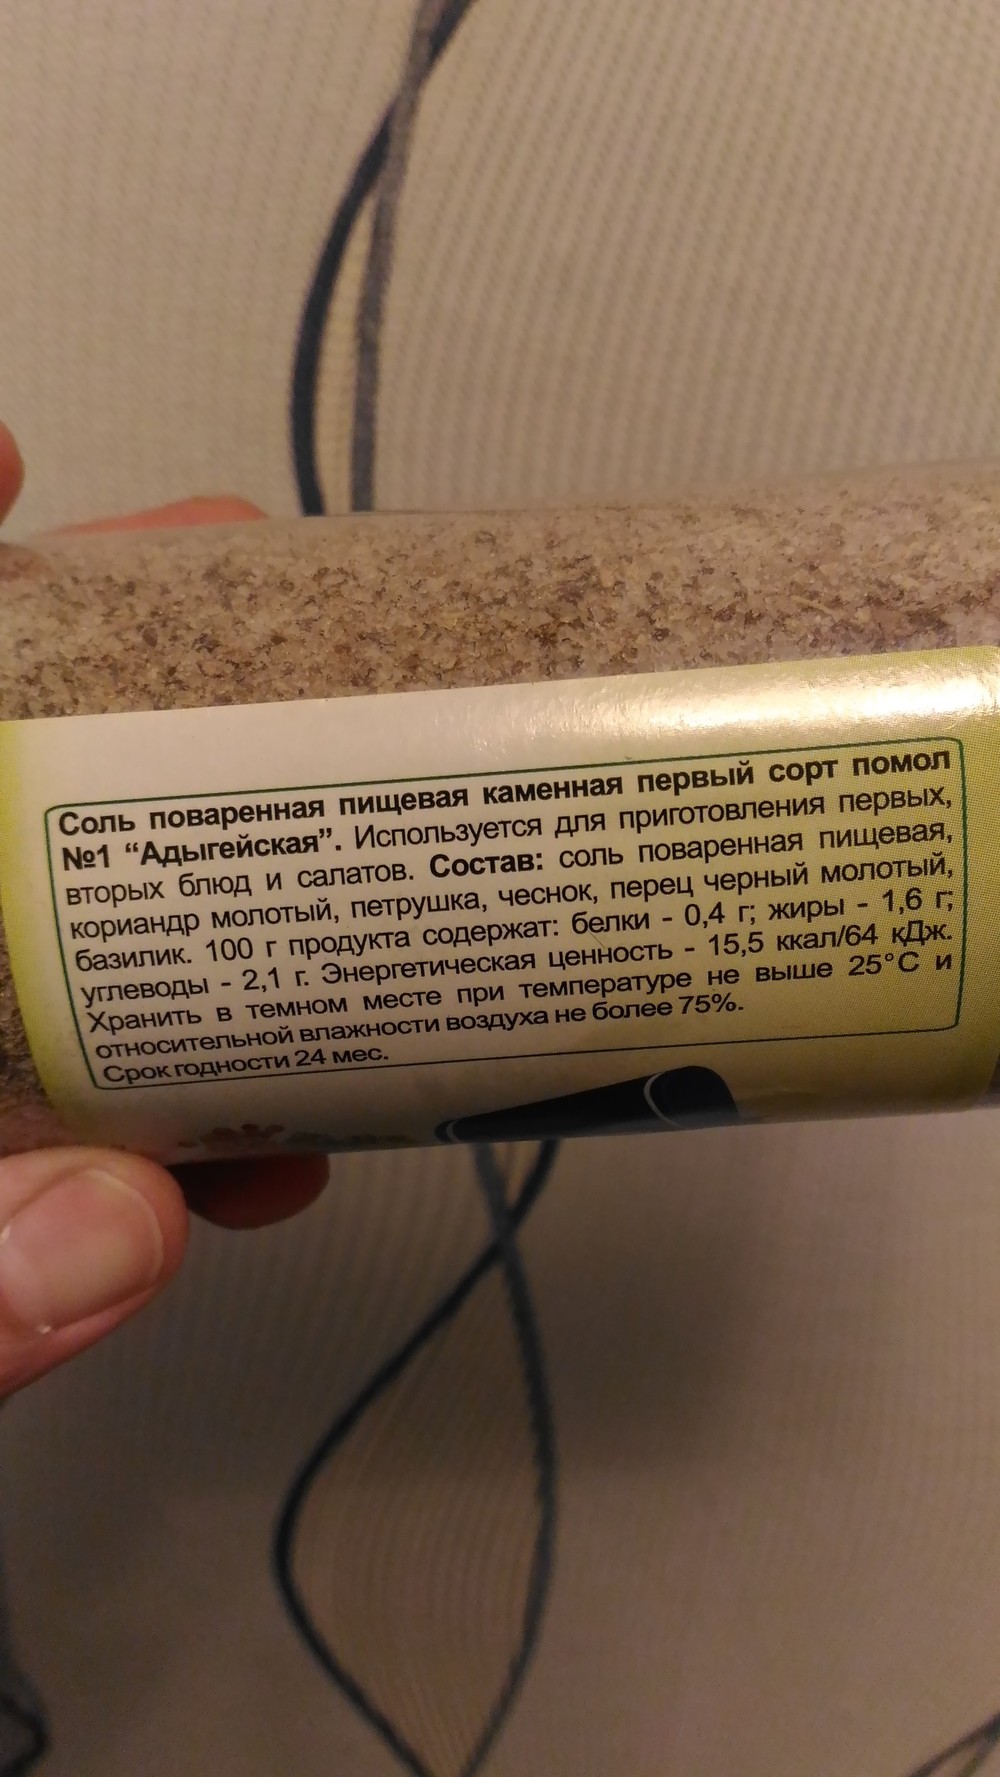 Соль поваренная пищевая каменная первый сорт помол
№1 “Адыгейская”. Используется для приготовления первых,
вторых блюд и салатов. Состав: соль поваренная пищевая,
кориандр молотый, петрушка, чеснок, перец черный молотый,
базилик. 100 г продукта содержат: белки - 0,4 г; жиры - 1,6 г;
углеводы - 2,1 г. Энергетическая ценность - 15,5 ккал/64 кДж.
Хранить в темном месте при температуре не выше 25°С и
относительной влажности воздуха не более 75%.
Срок годности 24 мес.